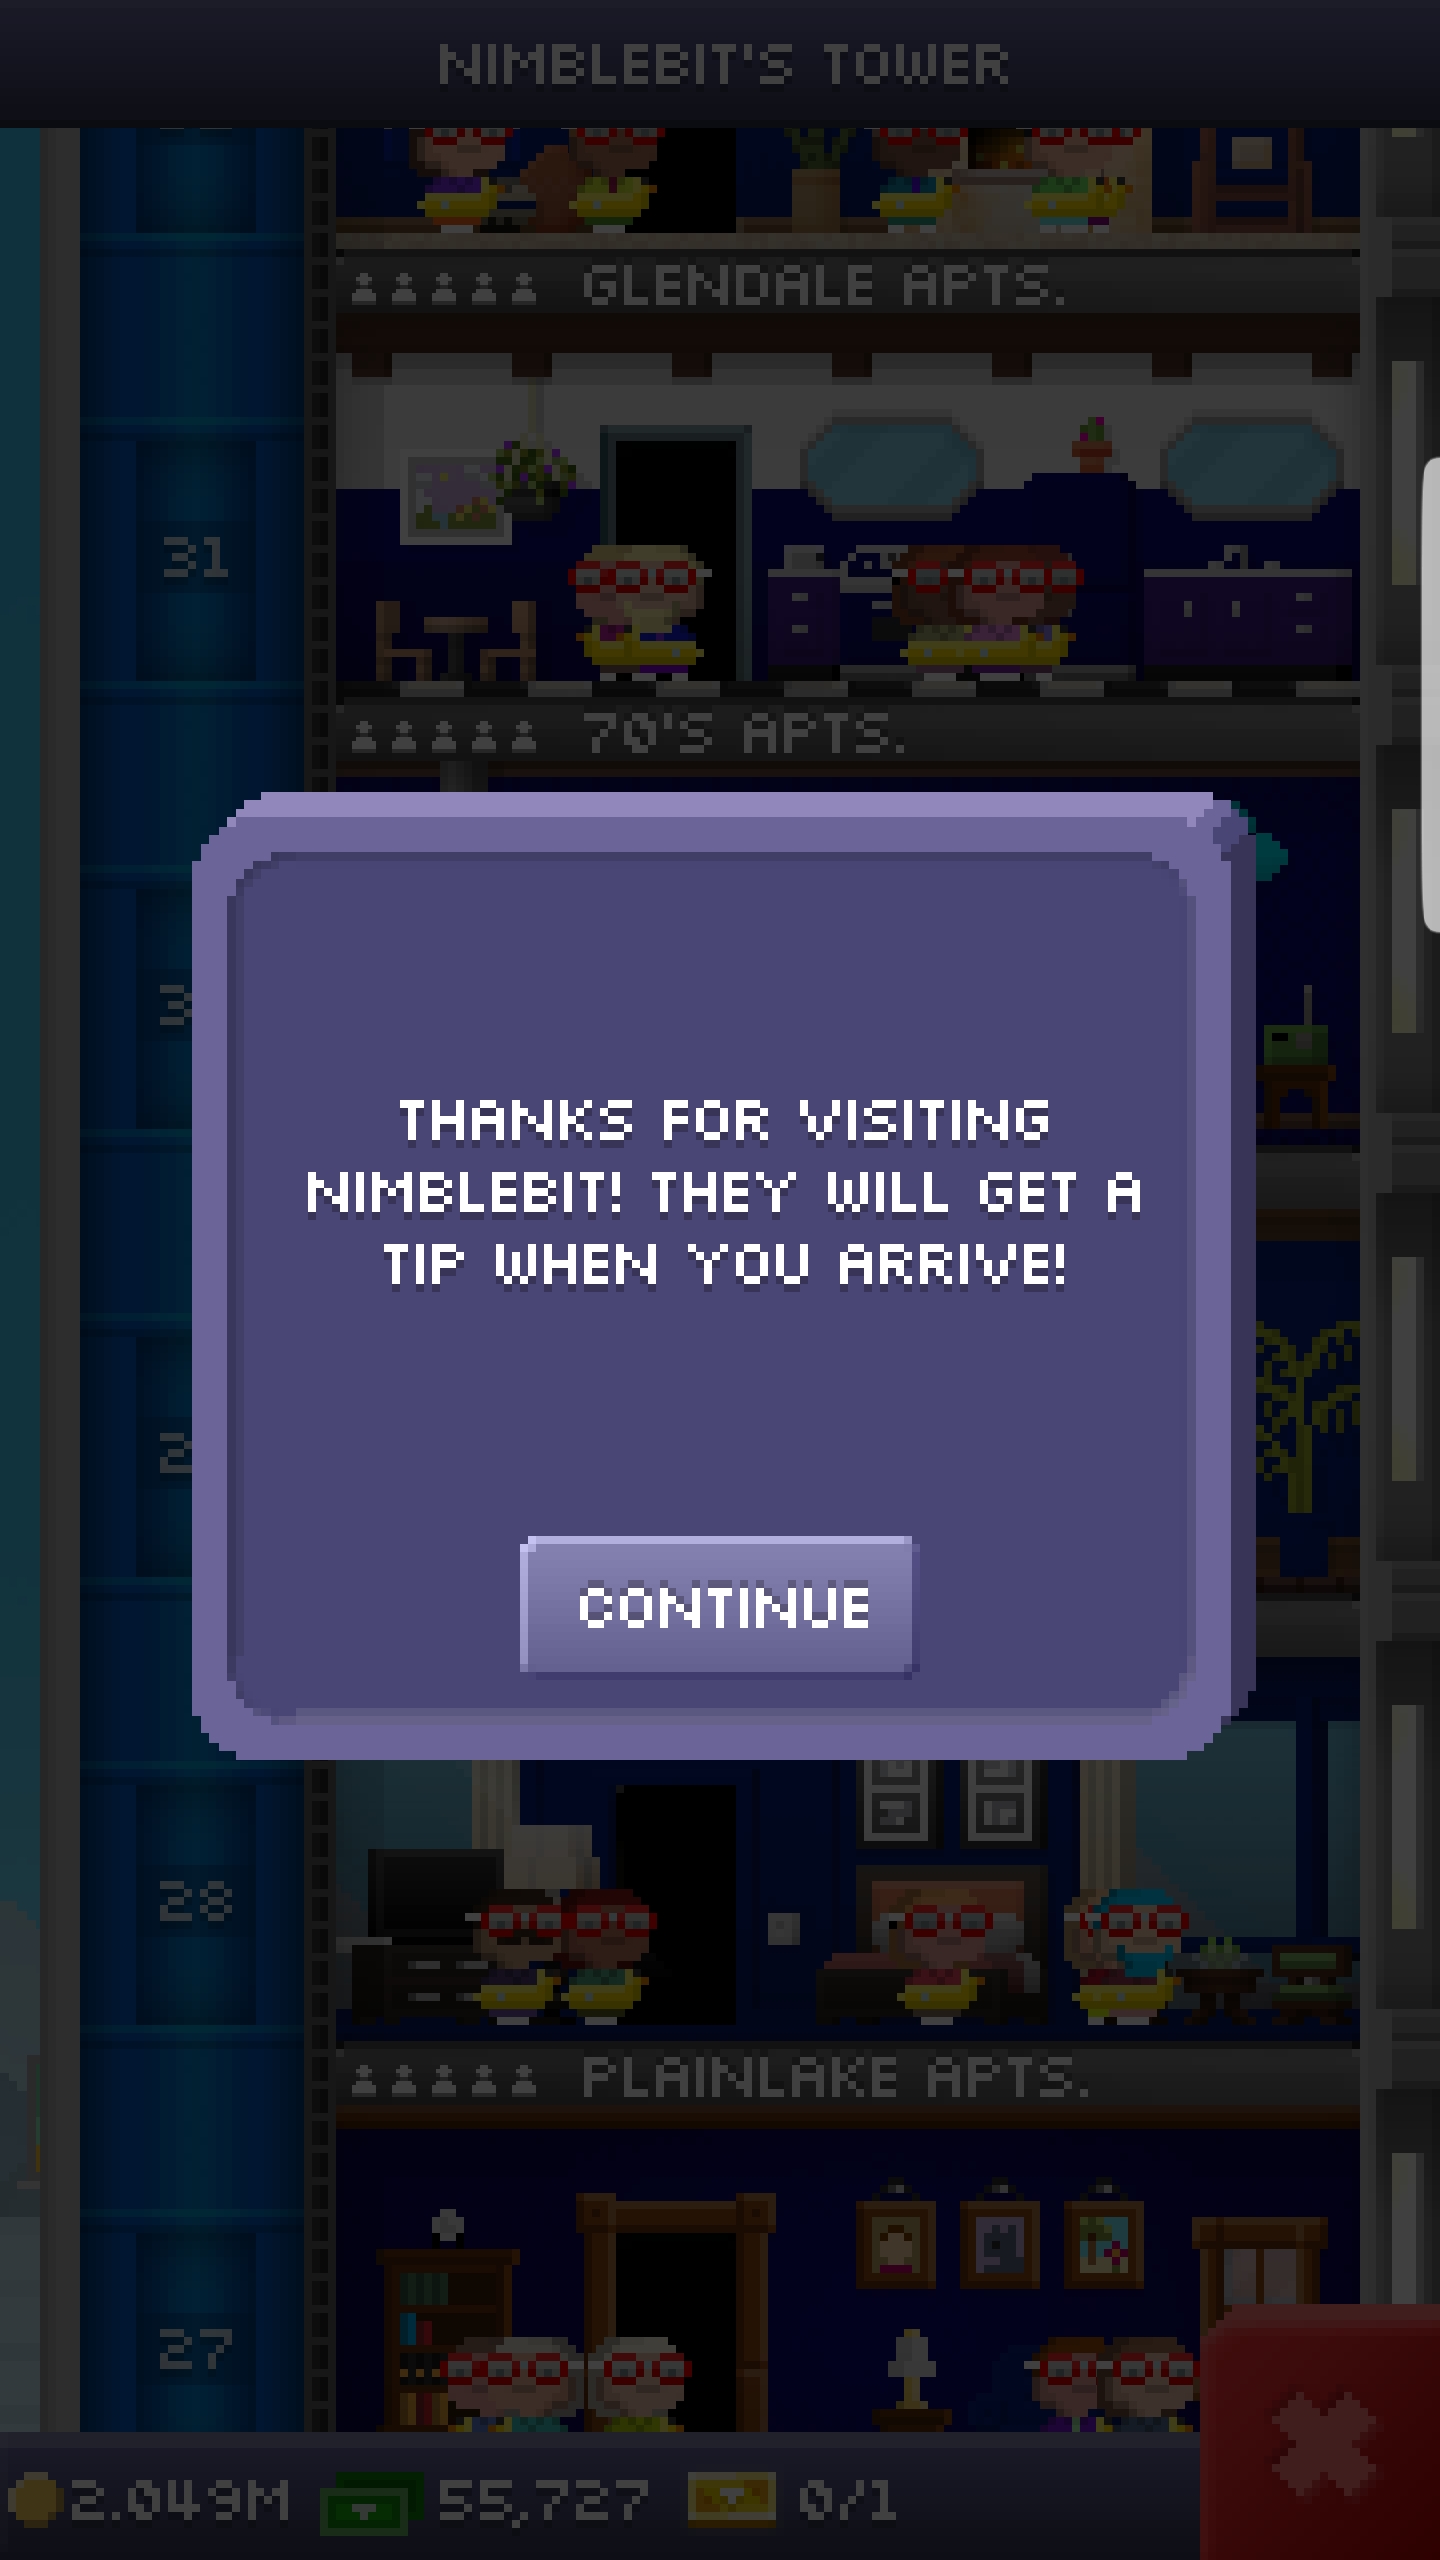 NIMBLEBIT'S TOWER
GLENDALE APTS.
31
70'S APTS.
THANKS FOR VISITING
NIMBLEBIT! THEY WILL GET A
TIP WHEN YOU ARRIVE!
CONTINUE
28
PLAINLAKE APTS.
27
2.049M 55,727 0/1